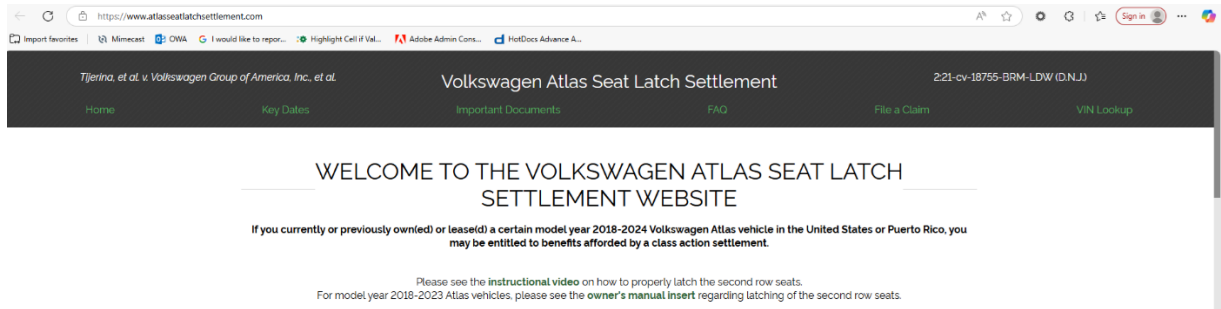 https://www.atlasseatlatchsettlement.com
Sign in
Import favorites Mimecast OWA I would like to repor... Highlight Cell if Val... Adobe Admin Cons... HotDocs Advance A...
Tijerina, et al. v. Volkswagen Group of America, Inc., et al. Volkswagen Atlas Seat Latch Settlement 2:21-cv-18755-BRM-LDW (D.N.J.)
Home Key Dates Important Documents FAQ File a Claim VIN Lookup
WELCOME TO THE VOLKSWAGEN ATLAS SEAT LATCH
SETTLEMENT WEBSITE
If you currently or previously own(ed) or lease(d) a certain model year 2018-2024 Volkswagen Atlas vehicle in the United States or Puerto Rico, you
may be entitled to benefits afforded by a class action settlement.
Please see the instructional video on how to properly latch the second row seats.
For model year 2018-2023 Atlas vehicles, please see the owner's manual insert regarding latching of the second row seats.